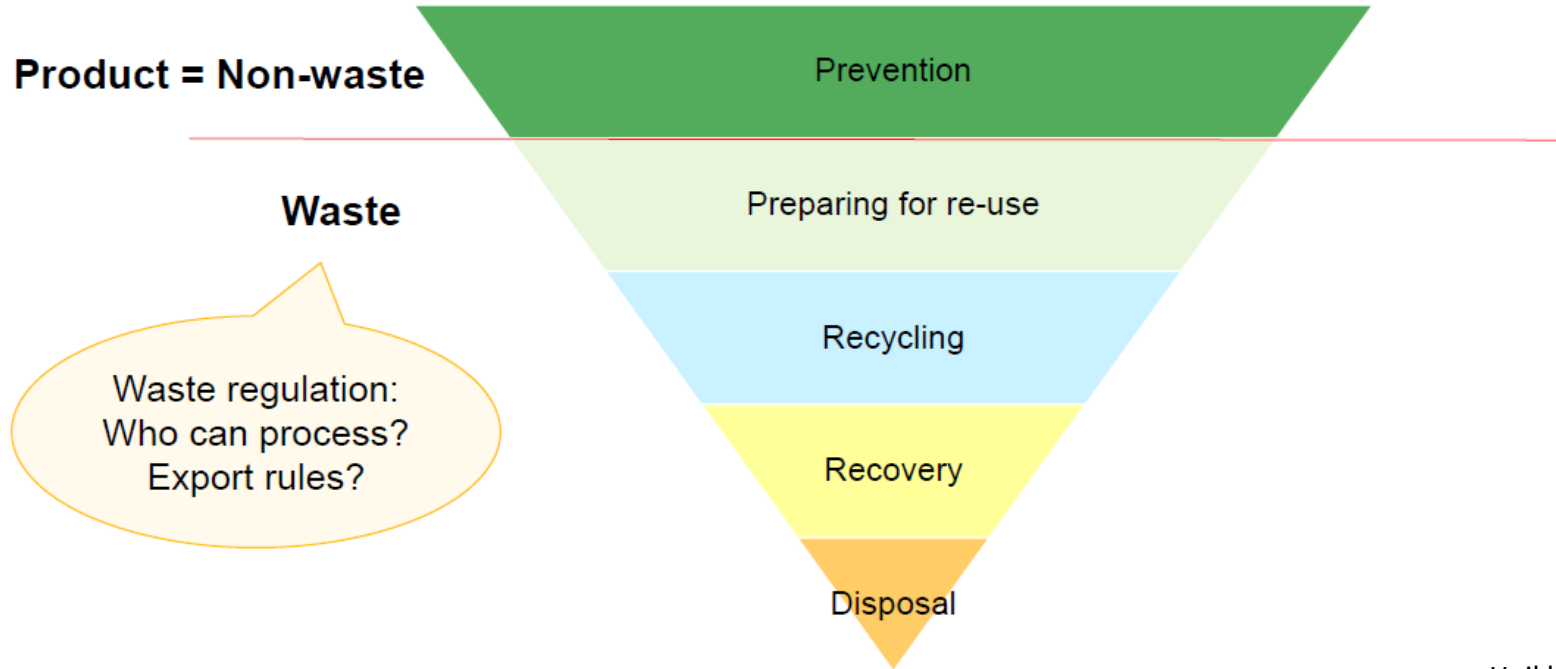 Product = Non-waste
Prevention
Waste
Preparing for re-use
Recycling
Waste regulation:
Who can process?
Export rules?
Recovery
Disposal